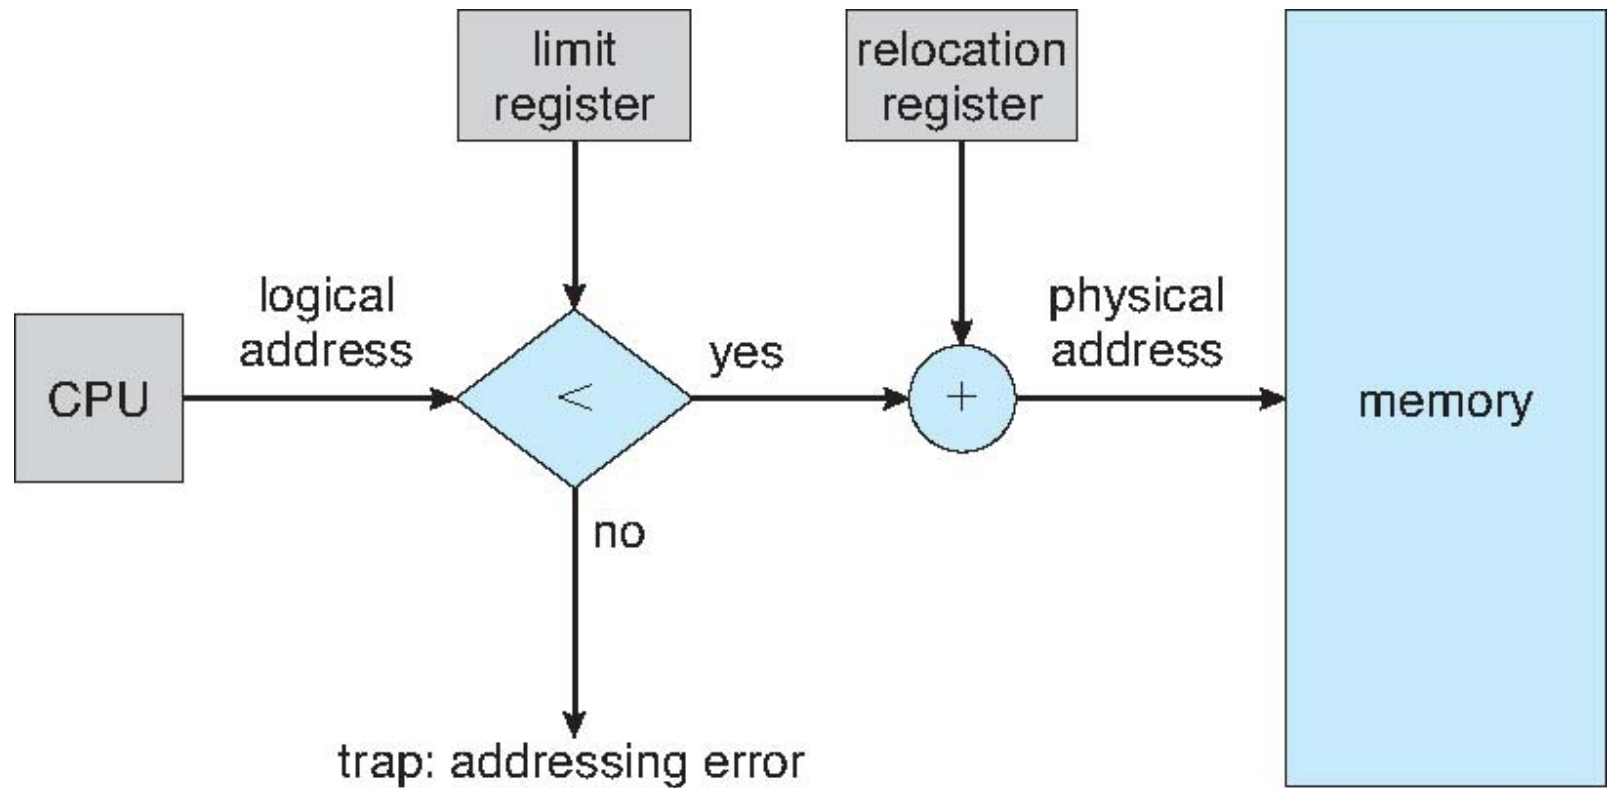 limit
register
relocation
register
logical
address
yes
physical
address
CPU
<
+
memory
no
trap: addressing error